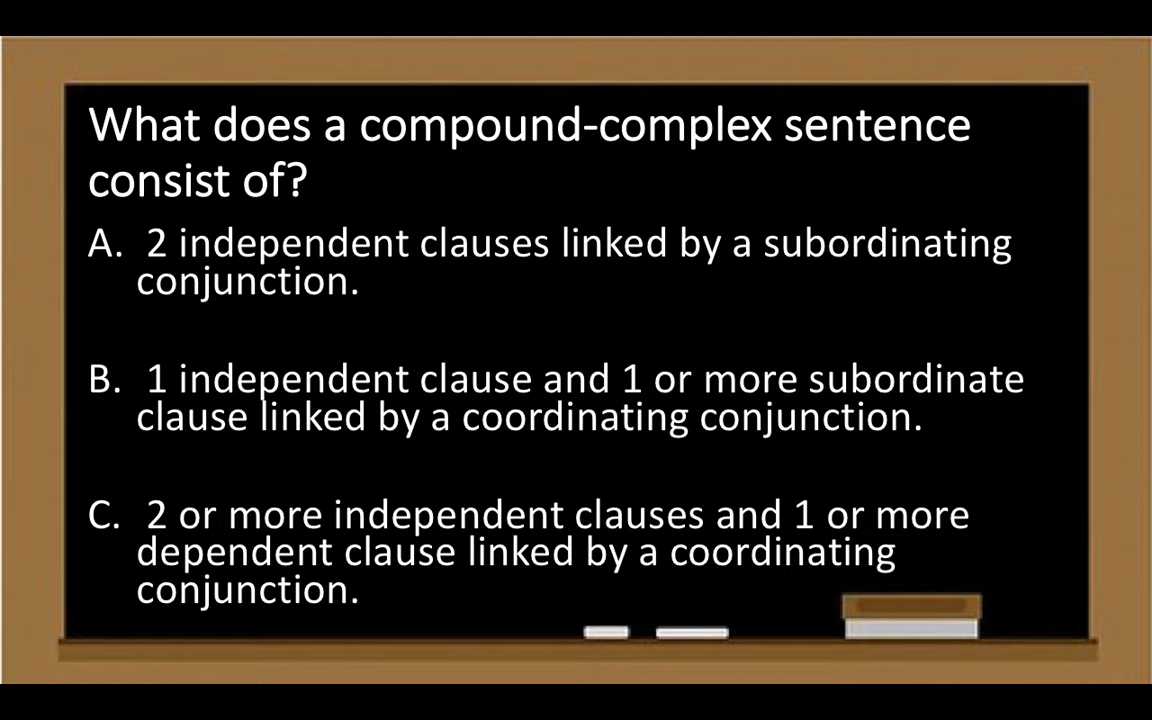 What does a compound-complex sentence
consist of?
A. 2 independent clauses linked by a subordinating
conjunction.
B. 1 independent clause and 1 or more subordinate
clause linked by a coordinating conjunction.
C. 2 or more independent clauses and 1 or more
dependent clause linked by a coordinating
conjunction.